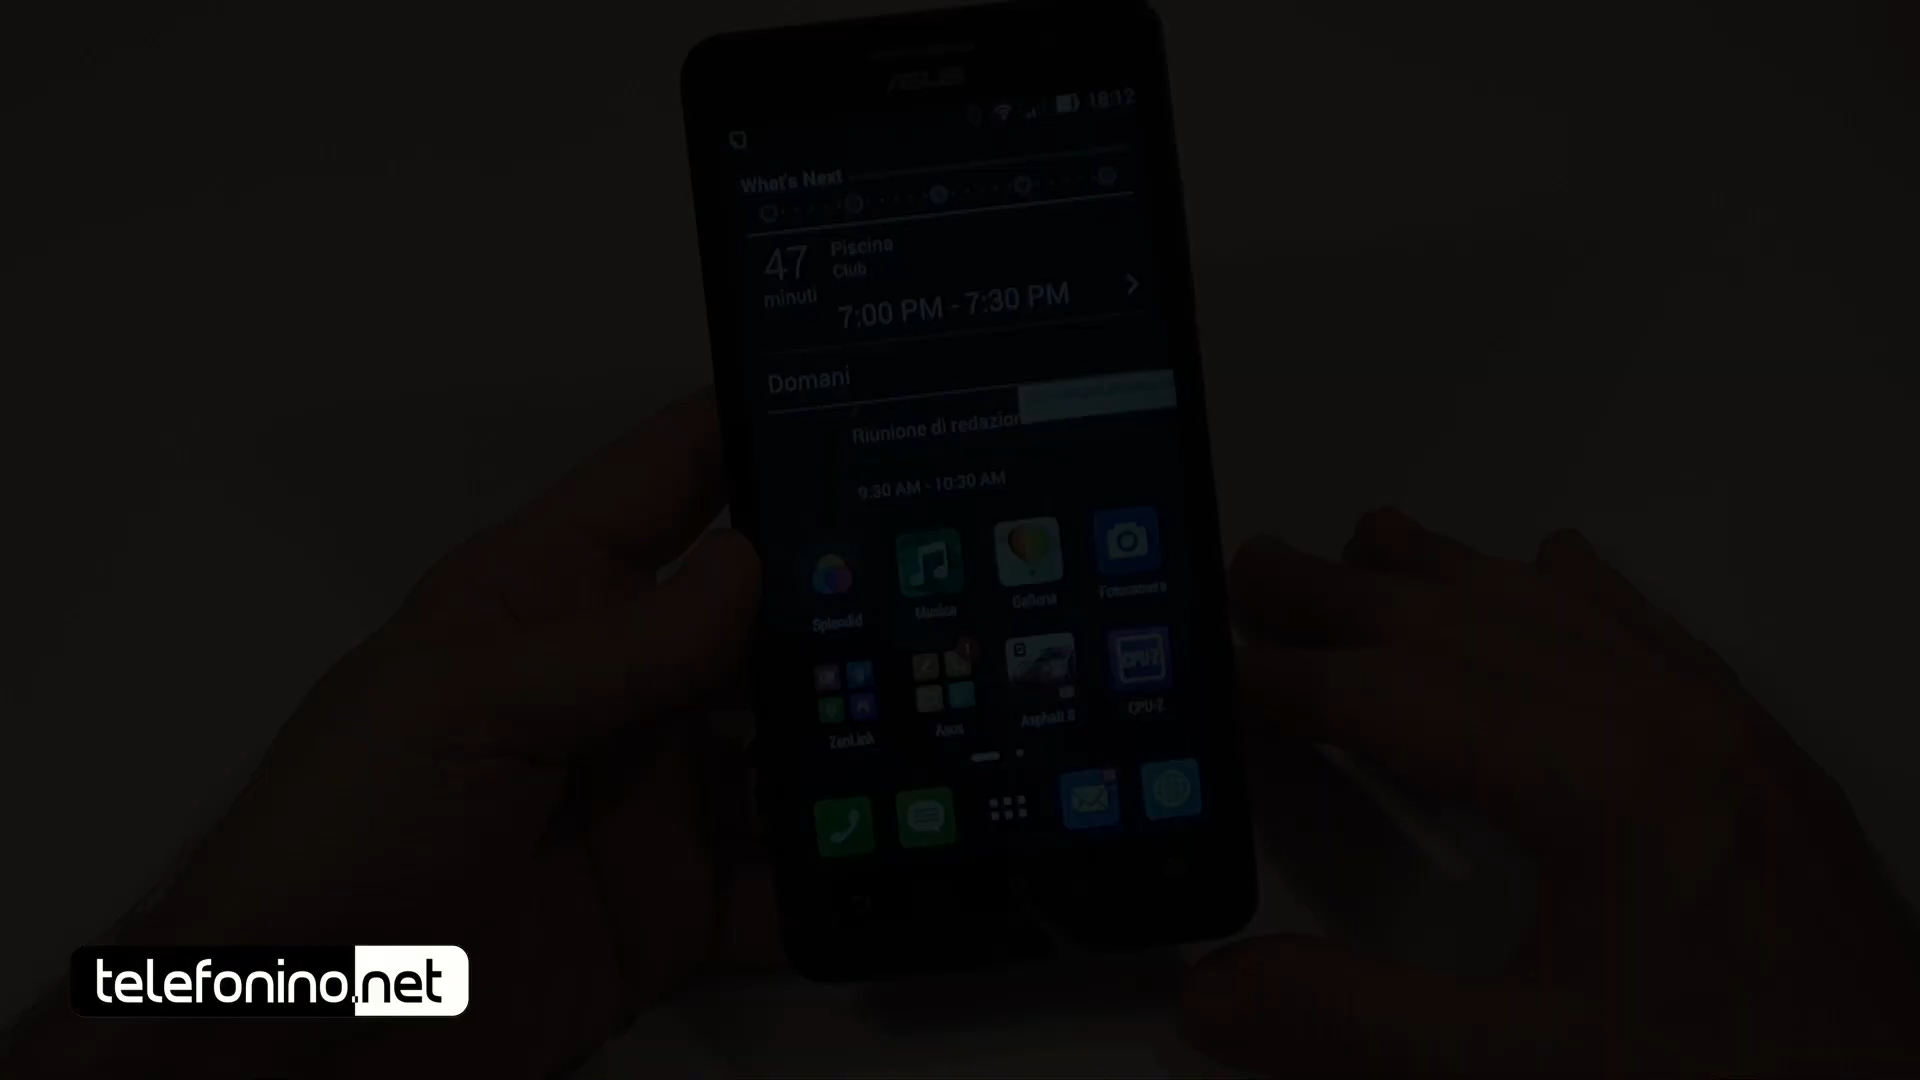 ASUS
18:12
What's Next
47
minuti
Piscina
Club
7:00 PM - 7:30 PM
Domani
Riunione di redazion
9:30 AM - 10:30 AM
Splendid
Musica
Galleria
Fotocamera
ZenLink
Asus
Asphalt 8
CPU-Z
CPU-Z
telefonino.net